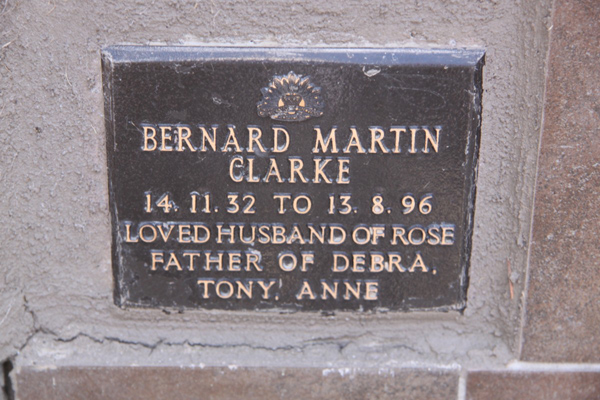 BERNARD MARTIN
CLARKE
14. 11. 32 TO 13. 8. 96
LOVED HUSBAND OF ROSE
FATHER OF DEBRA,
TONY, ANNE